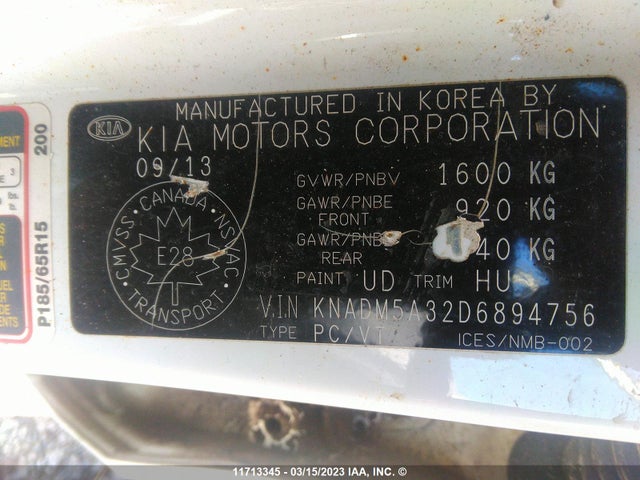 MANUFACTURED IN KOREA BY
KIA KIA MOTORS CORPORATION
09/13
GVWR/PNBV 1600 KG
GAWR/PNBE FRONT 920 KG
GAWR/PNB REAR 40 KG
PAINT UD TRIM HU
V.I.N KNADM5A32D6894756
TYPE PC/VT
ICES/NMB-002
CMVSS CANADA NSVAC
E28
TRANSPORT
P185/65R15 200
11713345 - 03/15/2023 IAA, INC. ©